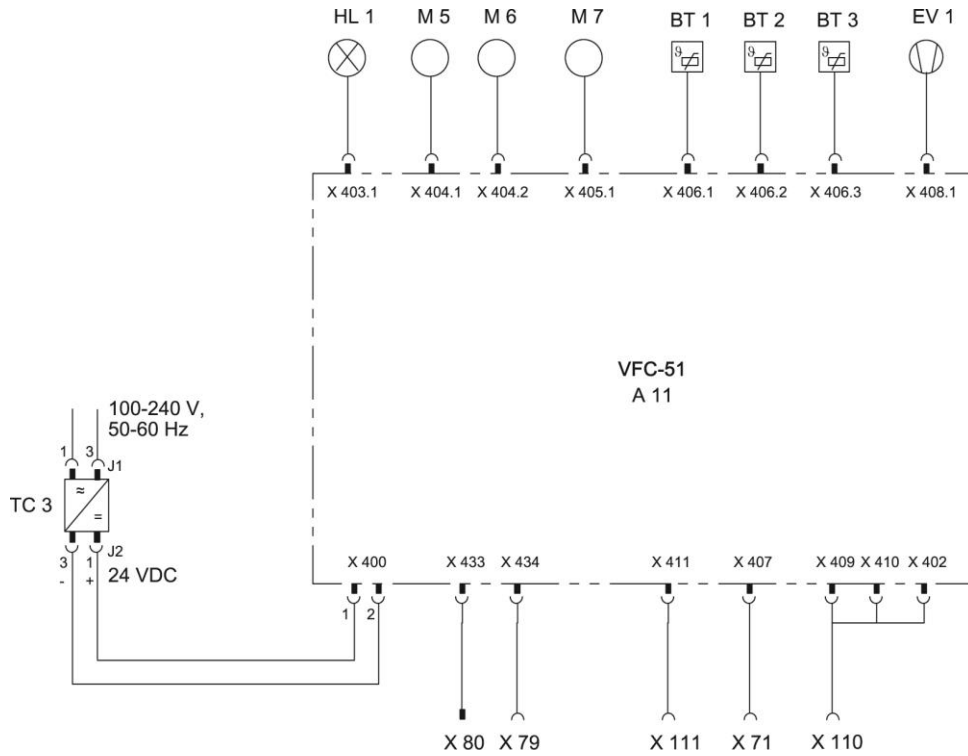 HL 1 M 5 M 6 M 7 BT 1 BT 2 BT 3 EV 1
ϑ ϑ ϑ
X 403.1 X 404.1 X 404.2 X 405.1 X 406.1 X 406.2 X 406.3 X 408.1
VFC-51
A 11
100-240 V,
50-60 Hz
1 3 J1
≈
TC 3
=
J2
3 1 24 VDC
- +
X 400 X 433 X 434 X 411 X 407 X 409 X 410 X 402
1 2
X 80 X 79 X 111 X 71 X 110